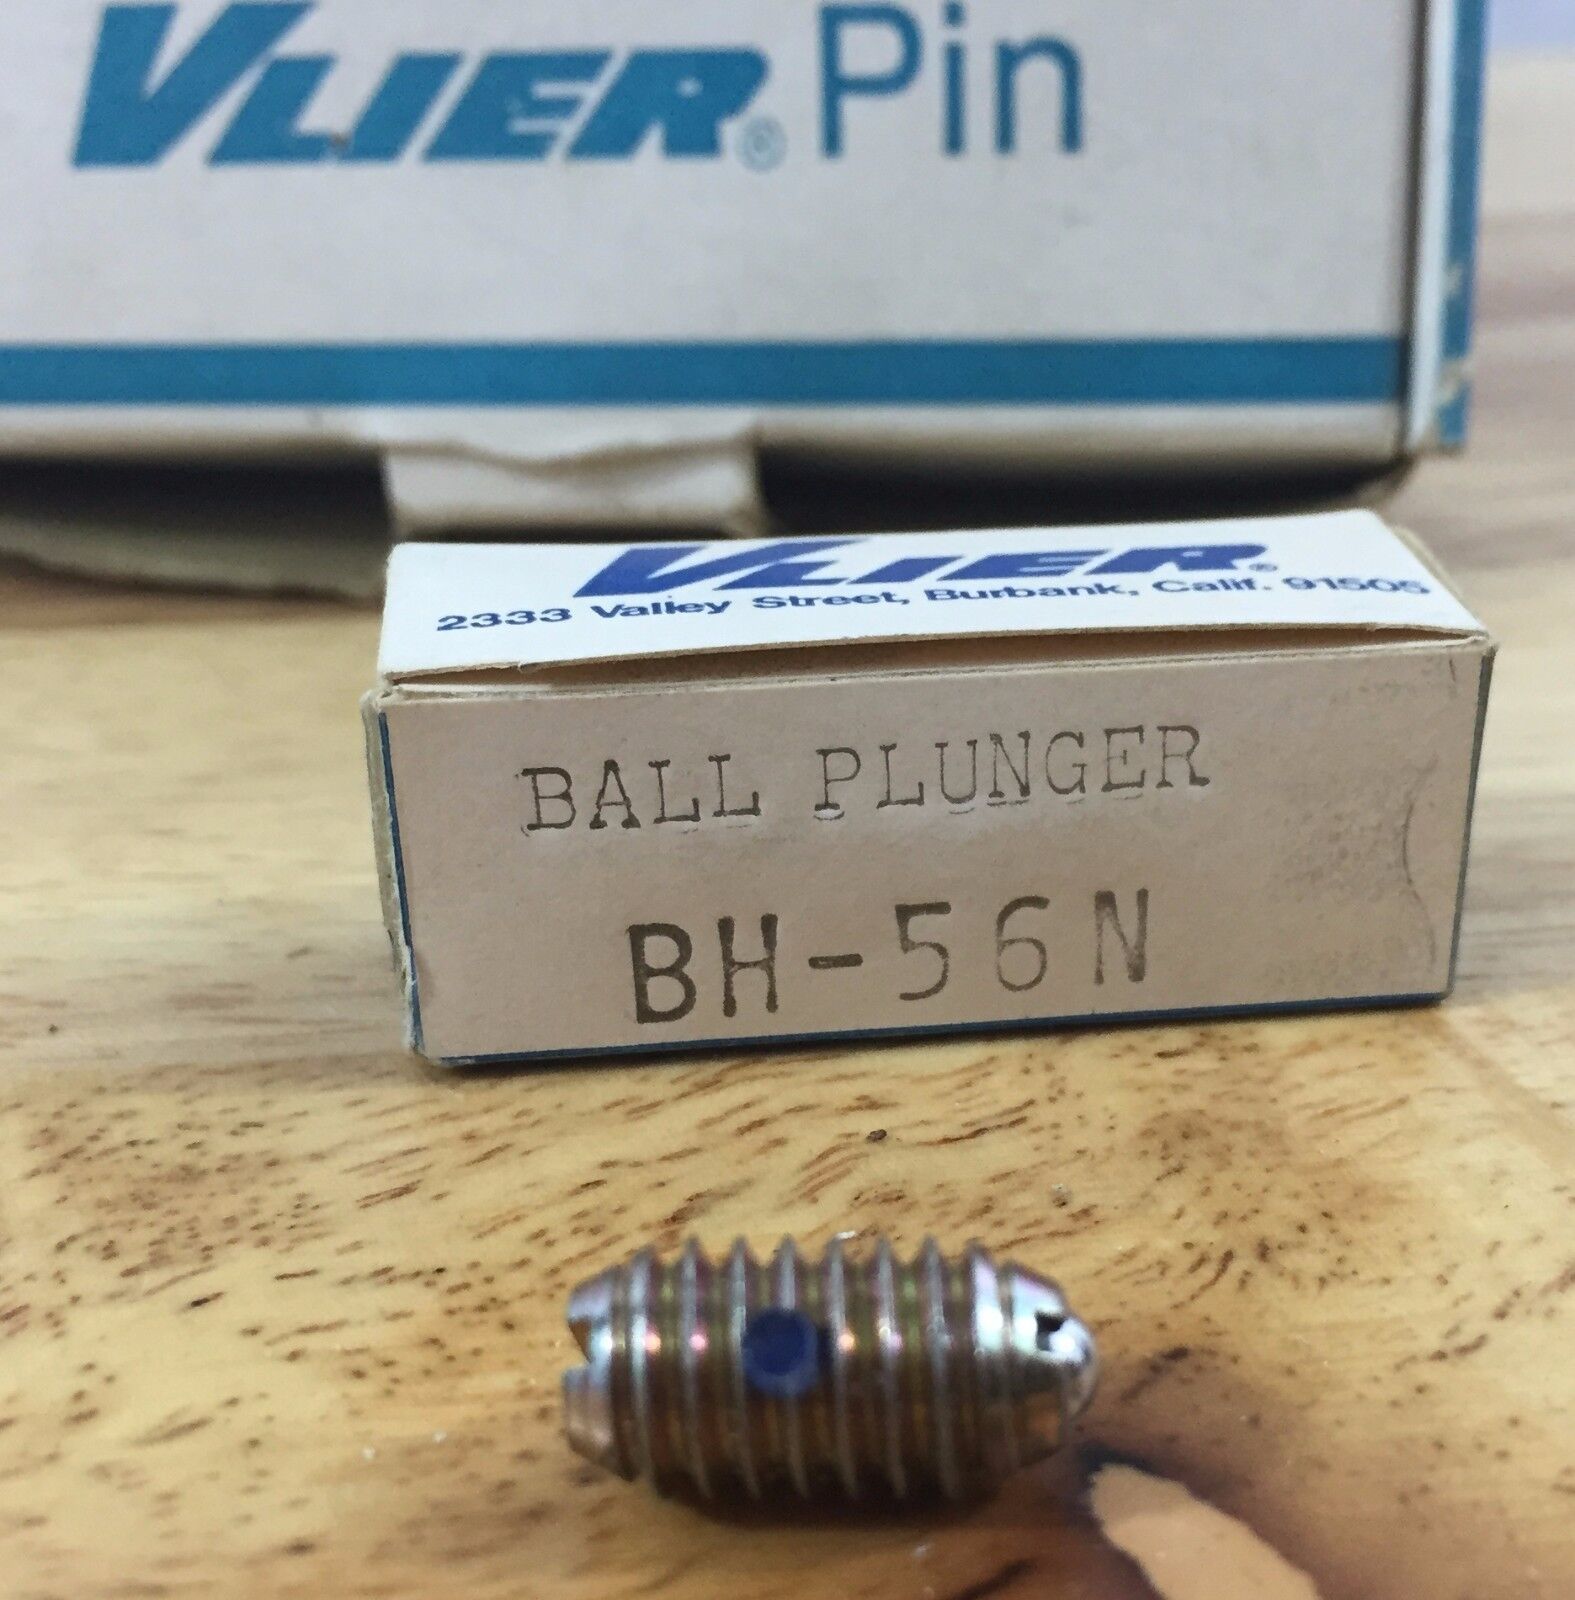 VLIER® Pin
VLIER®
2333 Valley Street, Burbank, Calif. 91505
BALL PLUNGER
BH-56N